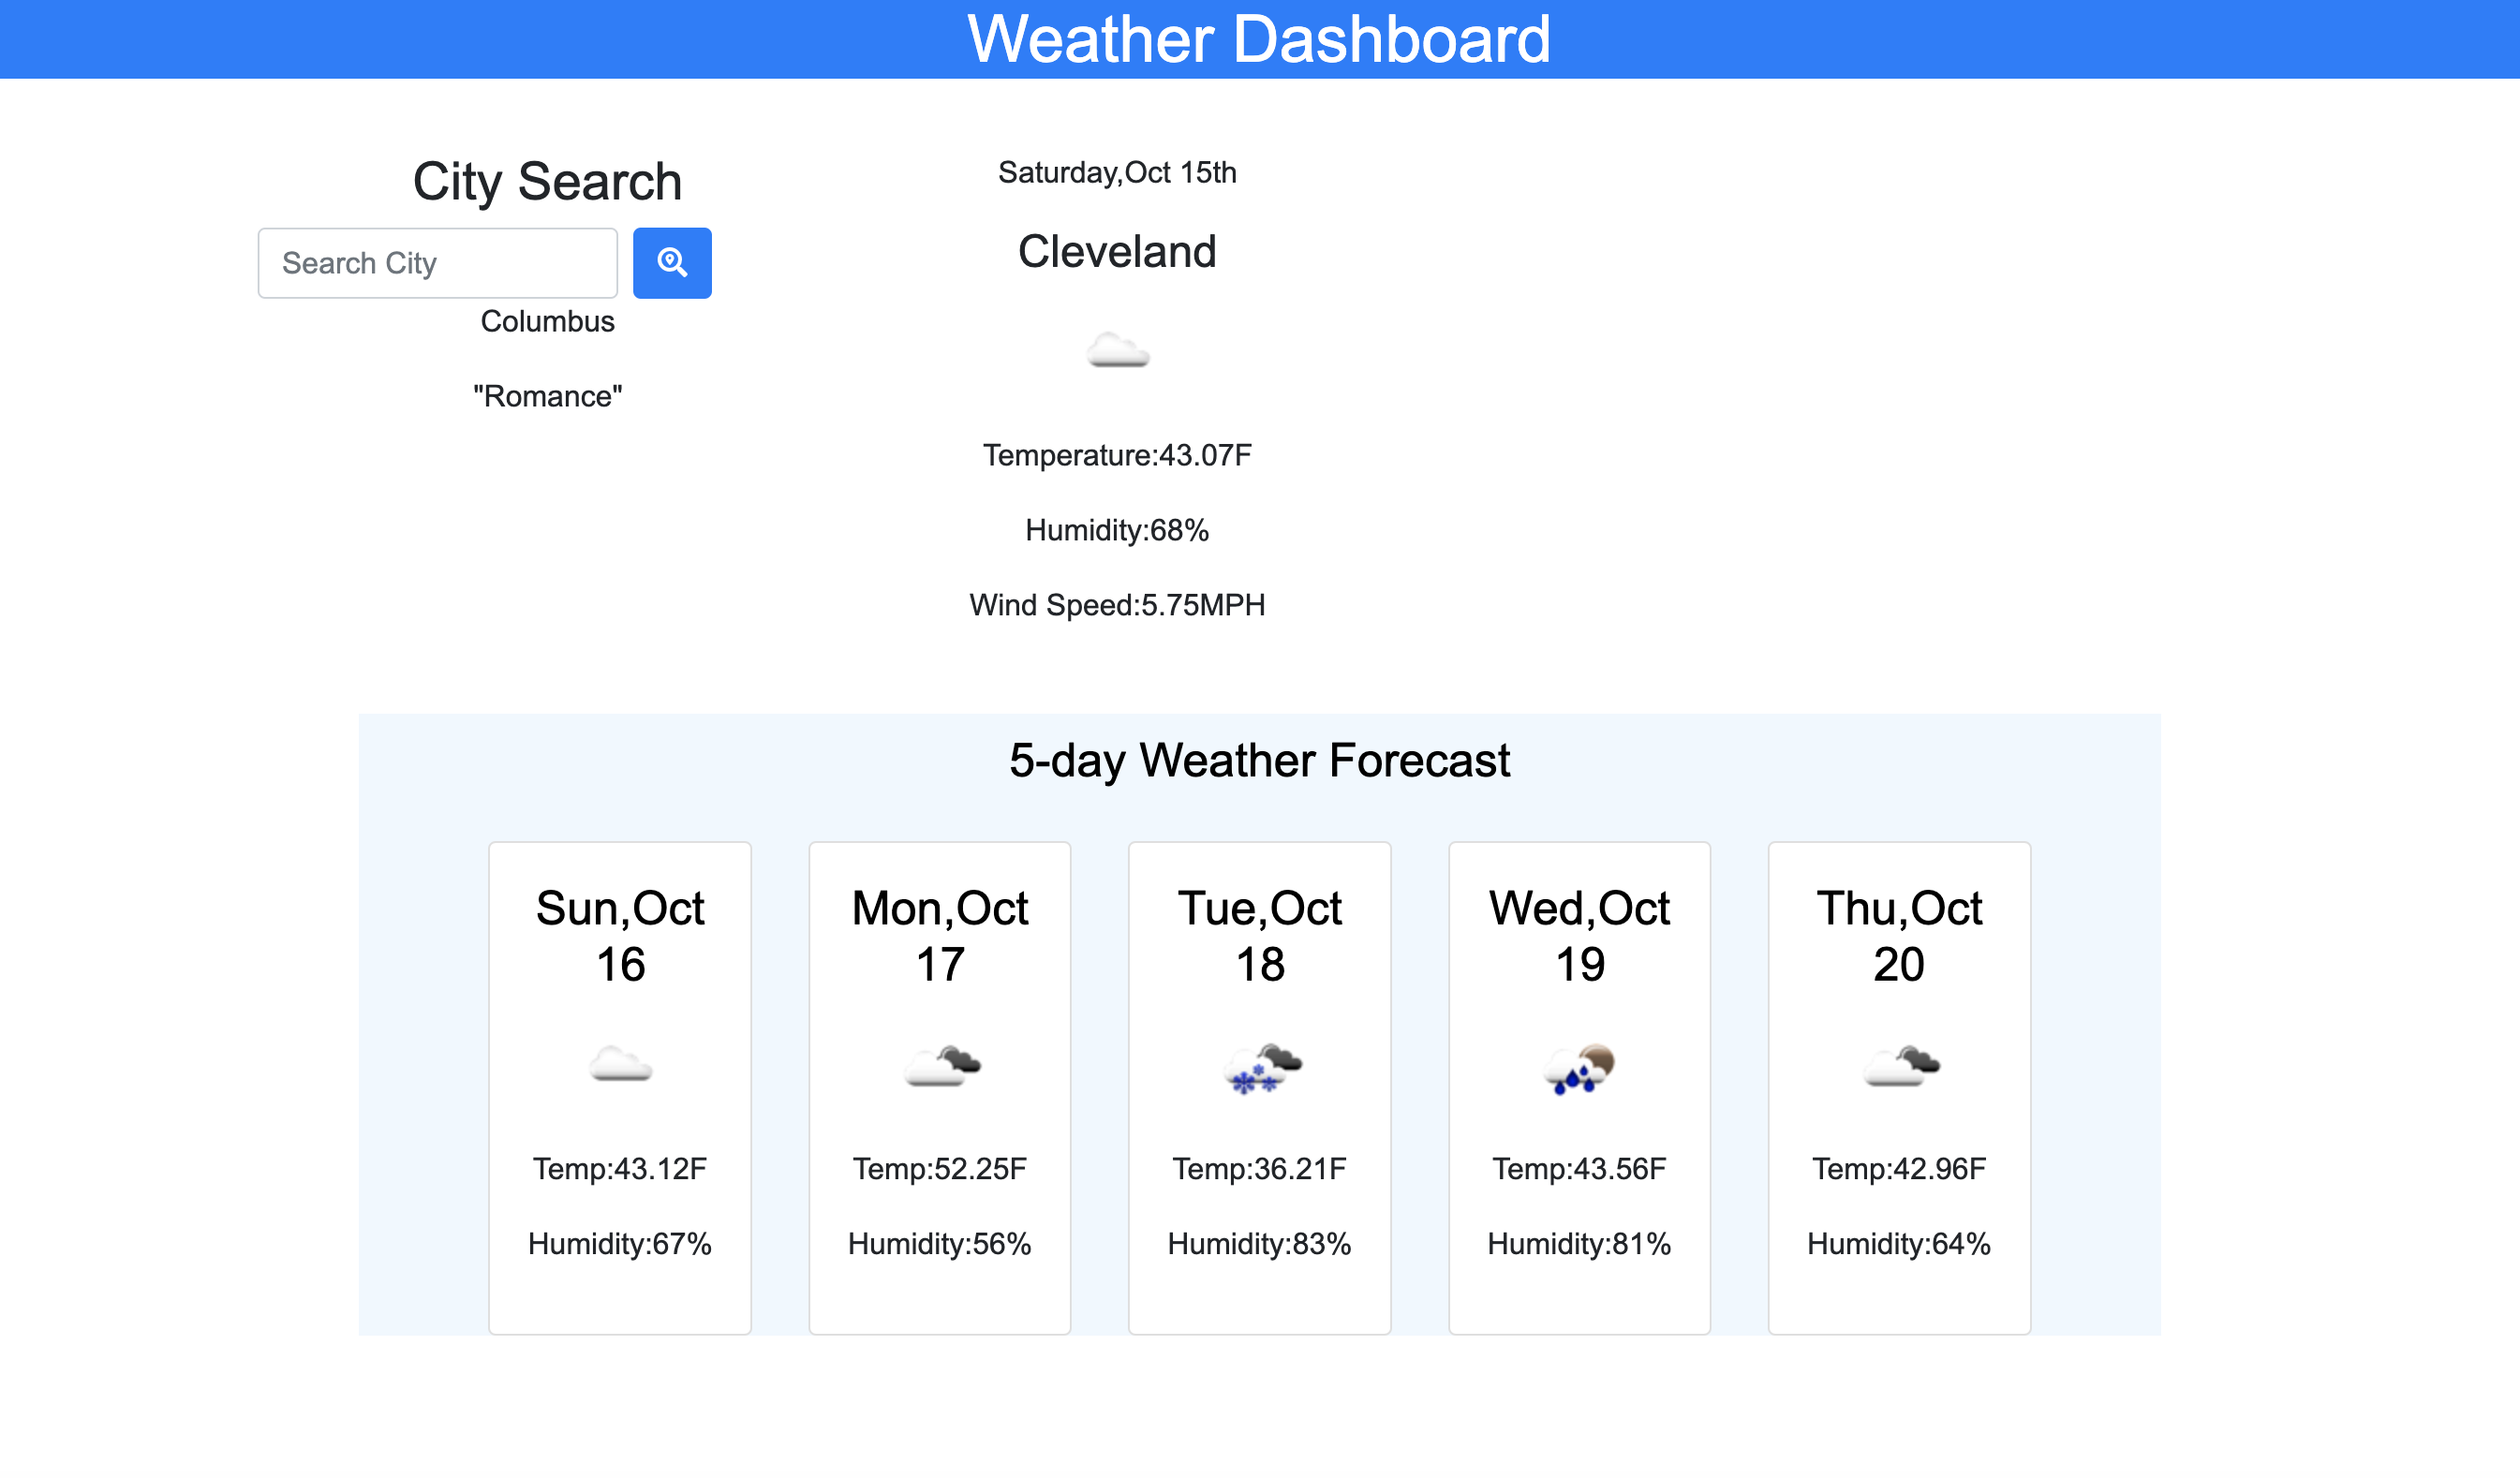 Weather Dashboard
City Search
Search City
Columbus
"Romance"
Saturday,Oct 15th
Cleveland
Temperature:43.07F
Humidity:68%
Wind Speed:5.75MPH
5-day Weather Forecast
Sun,Oct
16
Temp:43.12F
Humidity:67%
Mon,Oct
17
Temp:52.25F
Humidity:56%
Tue,Oct
18
Temp:36.21F
Humidity:83%
Wed,Oct
19
Temp:43.56F
Humidity:81%
Thu,Oct
20
Temp:42.96F
Humidity:64%